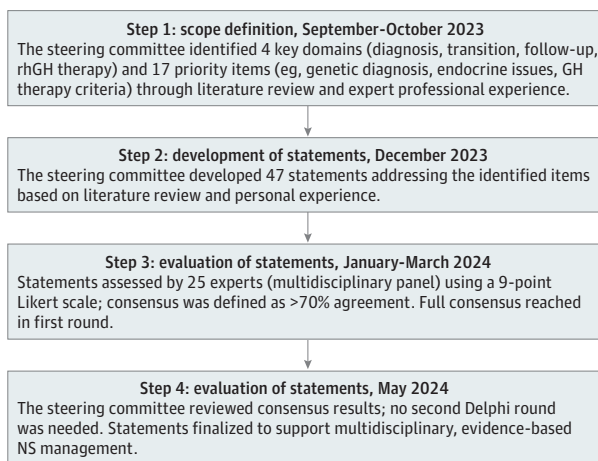 Step 1: scope definition, September-October 2023
The steering committee identified 4 key domains (diagnosis, transition, follow-up,
rhGH therapy) and 17 priority items (eg, genetic diagnosis, endocrine issues, GH
therapy criteria) through literature review and expert professional experience.
Step 2: development of statements, December 2023
The steering committee developed 47 statements addressing the identified items
based on literature review and personal experience.
Step 3: evaluation of statements, January-March 2024
Statements assessed by 25 experts (multidisciplinary panel) using a 9-point
Likert scale; consensus was defined as >70% agreement. Full consensus reached
in first round.
Step 4: evaluation of statements, May 2024
The steering committee reviewed consensus results; no second Delphi round
was needed. Statements finalized to support multidisciplinary, evidence-based
NS management.